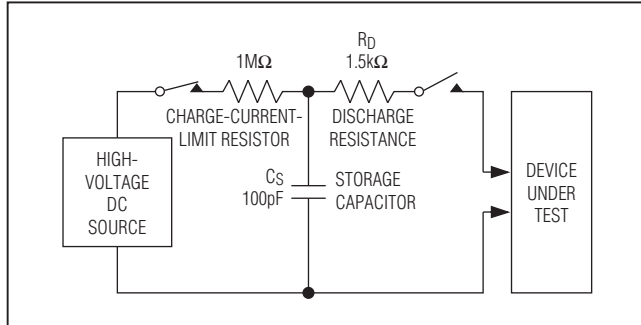 1MΩ
CHARGE-CURRENT-
LIMIT RESISTOR
R_D
1.5kΩ
DISCHARGE
RESISTANCE
HIGH-
VOLTAGE
DC
SOURCE
C_S
100pF
STORAGE
CAPACITOR
DEVICE
UNDER
TEST